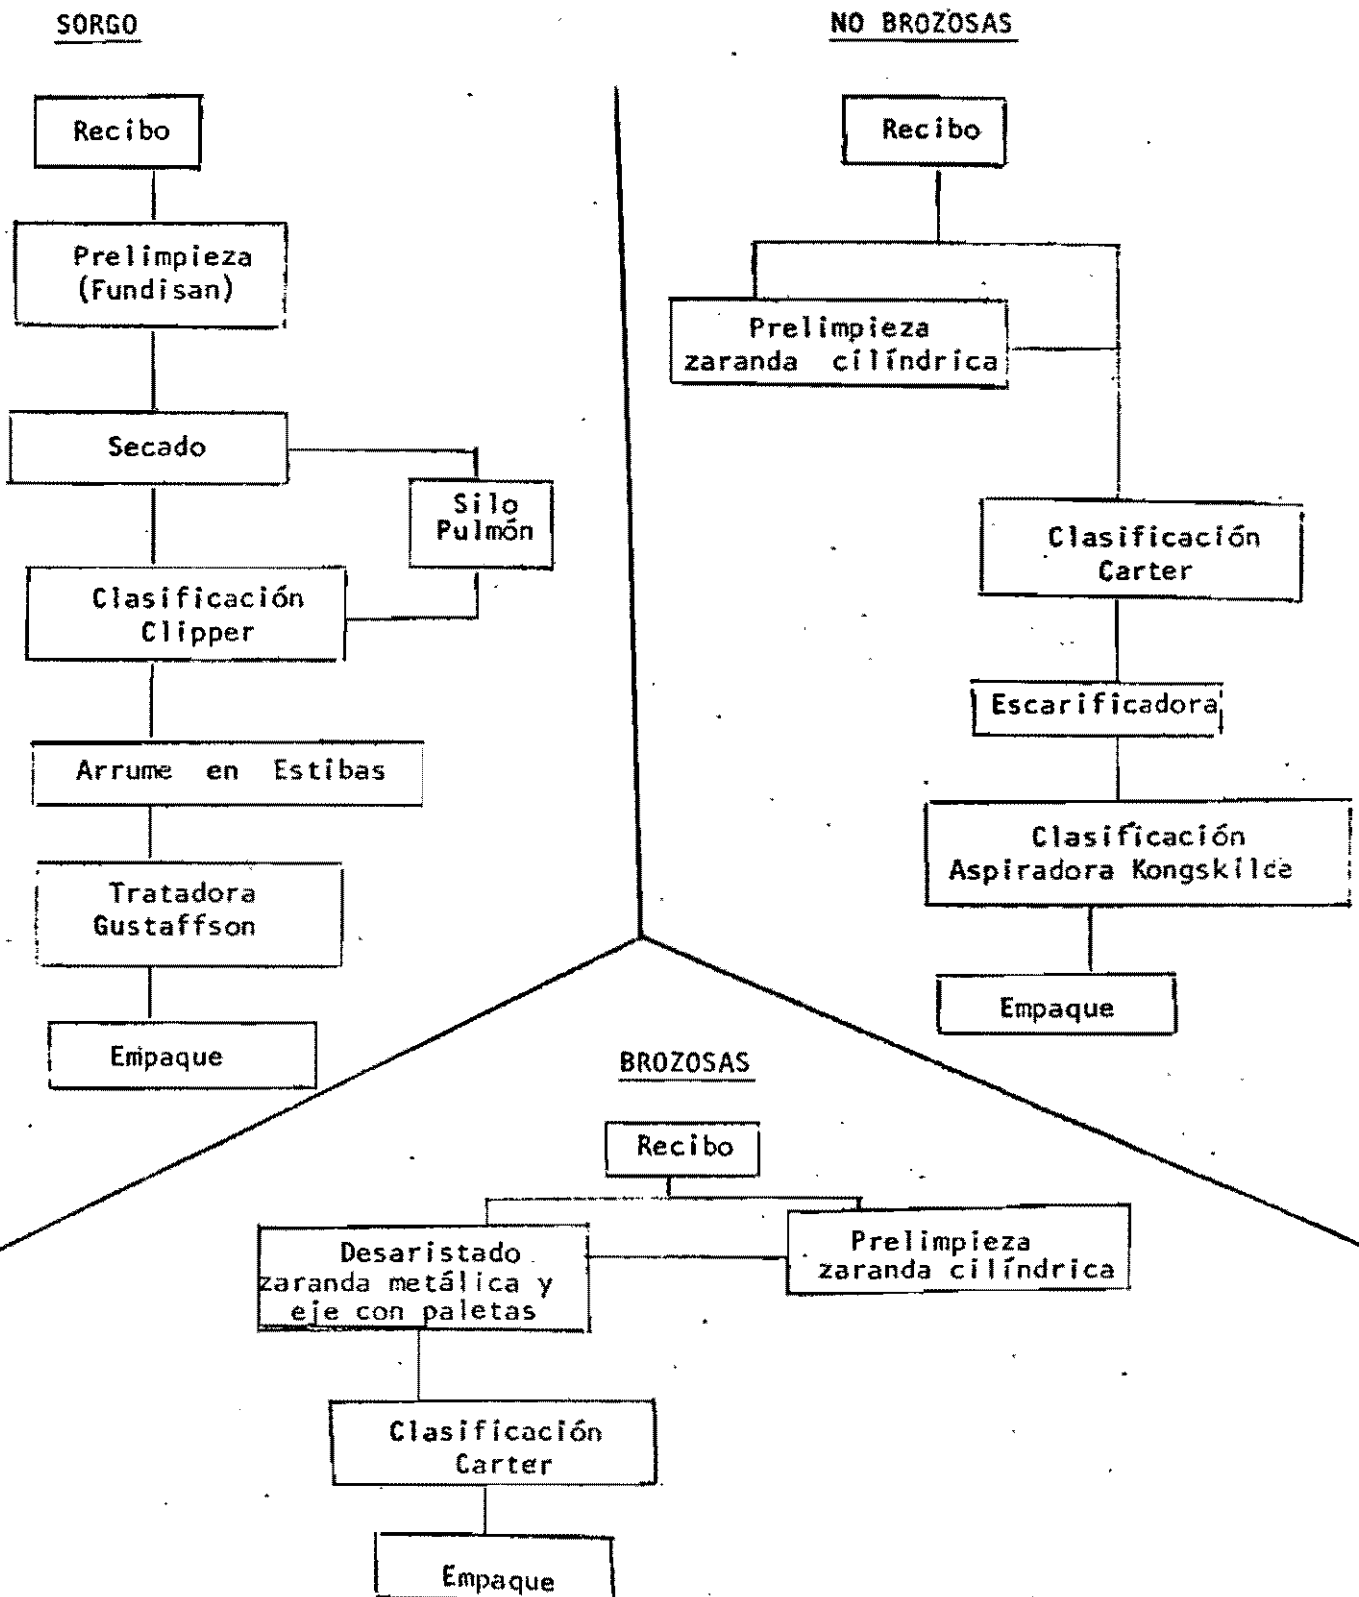 SORGO
Recibo
Prelimpieza
(Fundisan)
Secado
Silo
Pulmón
Clasificación
Clipper
Arrume en Estibas
Tratadora
Gustaffson
Empaque
NO BROZOSAS
Recibo
Prelimpieza
zaranda cilíndrica
Clasificación
Carter
Escarificadora
Clasificación
Aspiradora Kongskilce
Empaque
BROZOSAS
Recibo
Desaristado
zaranda metálica y
eje con paletas
Prelimpieza
zaranda cilíndrica
Clasificación
Carter
Empaque